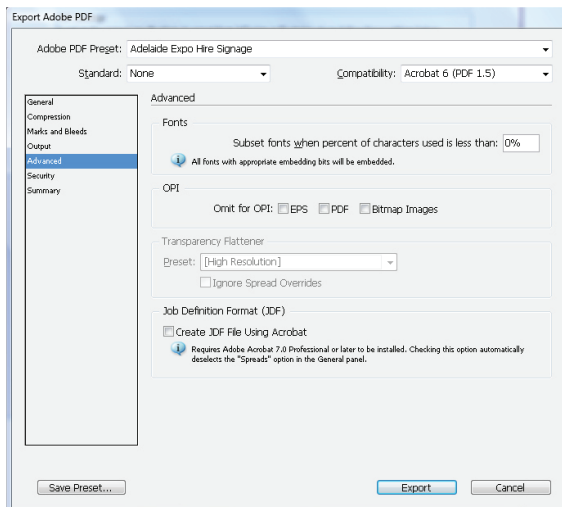 Export Adobe PDF
Adobe PDF Preset: Adelaide Expo Hire Signage
Standard: None Compatibility: Acrobat 6 (PDF 1.5)
General
Compression
Marks and Bleeds
Output
Advanced
Security
Summary
Advanced
Fonts
Subset fonts when percent of characters used is less than: 0%
All fonts with appropriate embedding bits will be embedded.
OPI
Omit for OPI: EPS PDF Bitmap Images
Transparency Flattener
Preset: [High Resolution]
Ignore Spread Overrides
Job Definition Format (JDF)
Create JDF File Using Acrobat
Requires Adobe Acrobat 7.0 Professional or later to be installed. Checking this option automatically
deselects the "Spreads" option in the General panel.
Save Preset... Export Cancel